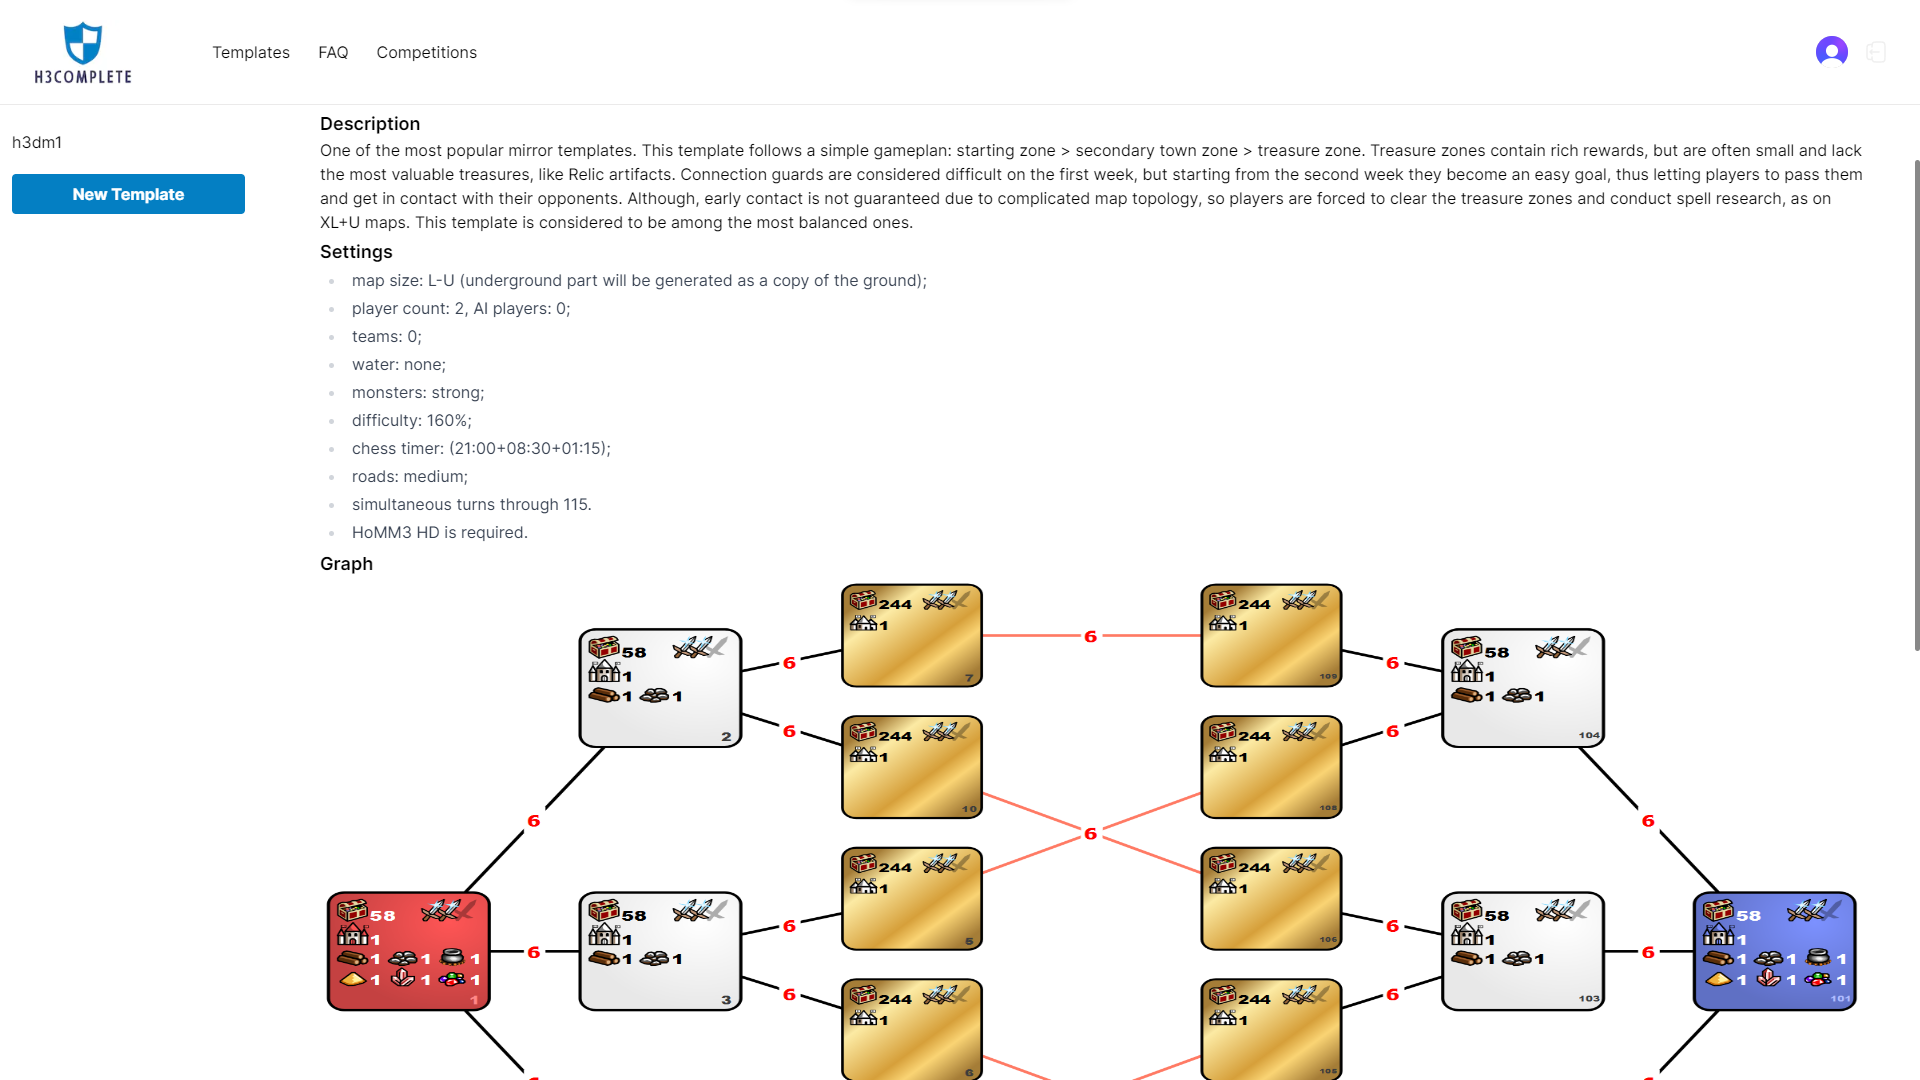 H3COMPLETE
Templates FAQ Competitions
h3dm1
New Template
Description
One of the most popular mirror templates. This template follows a simple gameplan: starting zone > secondary town zone > treasure zone. Treasure zones contain rich rewards, but are often small and lack
the most valuable treasures, like Relic artifacts. Connection guards are considered difficult on the first week, but starting from the second week they become an easy goal, thus letting players to pass them
and get in contact with their opponents. Although, early contact is not guaranteed due to complicated map topology, so players are forced to clear the treasure zones and conduct spell research, as on
XL+U maps. This template is considered to be among the most balanced ones.
Settings
map size: L-U (underground part will be generated as a copy of the ground);
player count: 2, AI players: 0;
teams: 0;
water: none;
monsters: strong;
difficulty: 160%;
chess timer: (21:00+08:30+01:15);
roads: medium;
simultaneous turns through 115.
HoMM3 HD is required.
Graph
244 244
1 1
58 6 58
1 6 6 1
1 1 7 109 1 1
244 244
6 6
2 1 1 104
10 108
6 6 6
244 244
1 1
58 58 58 58
1 1 6 6 1 1
1 1 1 6 1 1 5 106 1 1 6 1 1 1
1 1 1 244 244 1 1 1
1 3 6 6 103 101
1 1
6 105